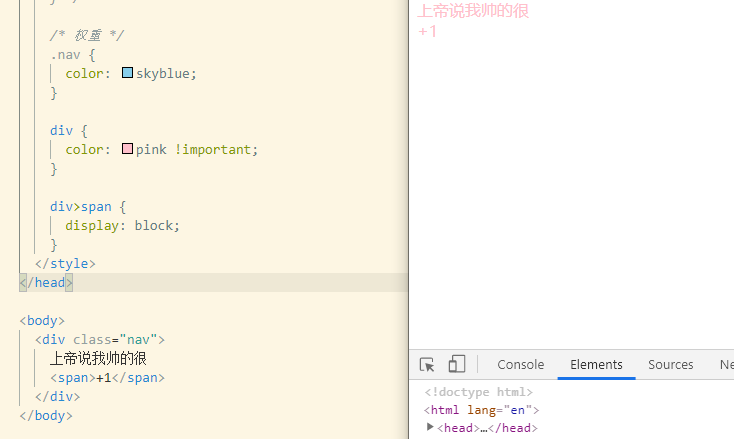 } */
/* 权重 */
.nav {
color: skyblue;
}
div {
color: pink !important;
}
div>span {
display: block;
}
</style>
</head>
<body>
<div class="nav">
上帝说我帅的很
<span>+1</span>
</div>
</body>
上帝说我帅的很
+1
Console Elements Sources Ne
<!doctype html>
<html lang="en">
<head>…</head>